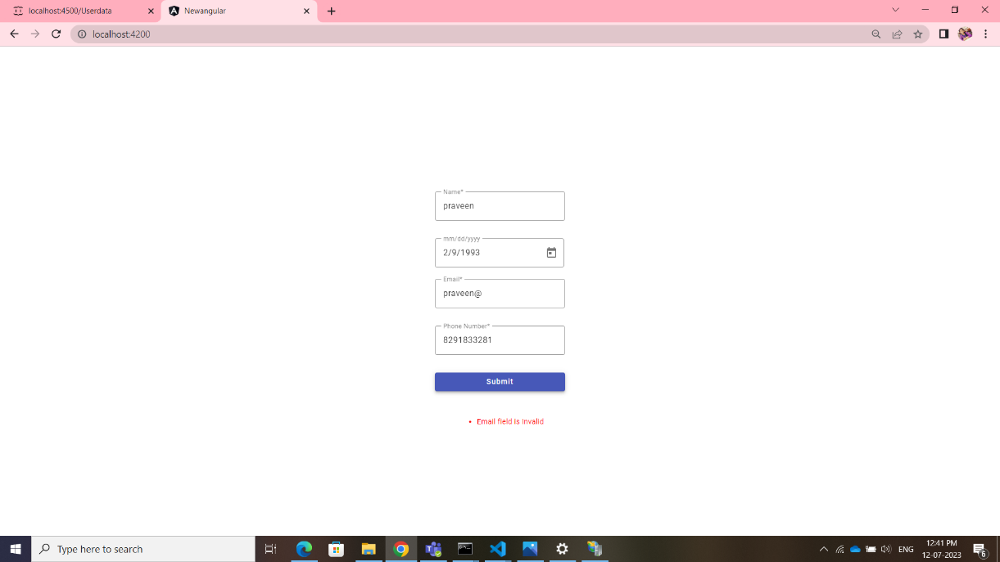 localhost:4500/Userdata
Newangular
localhost:4200
Name*
praveen
mm/dd/yyyy
2/9/1993
Email*
praveen@
Phone Number*
8291833281
Submit
• Email field is invalid
Type here to search
ENG
12:41 PM
12-07-2023
6